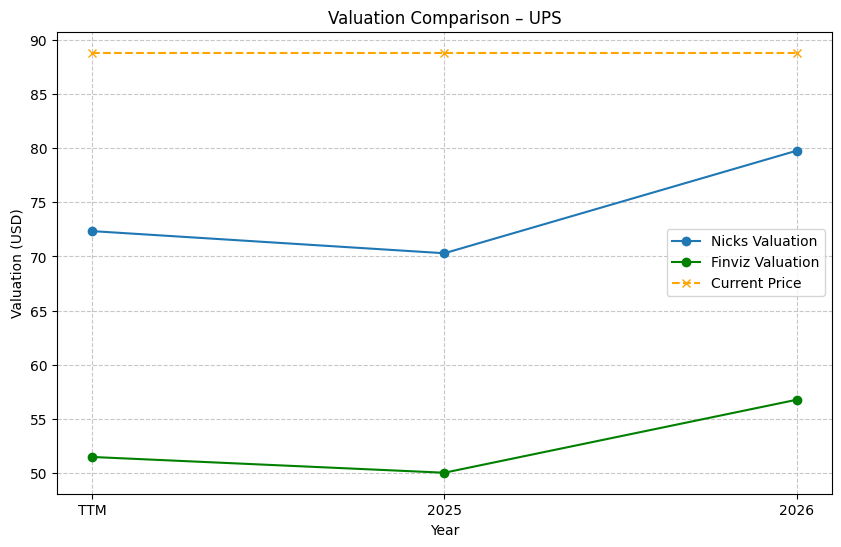 Valuation Comparison – UPS
90
85
80
75
70
65
60
55
50
Valuation (USD)
Nicks Valuation
Finviz Valuation
Current Price
TTM 2025 2026
Year